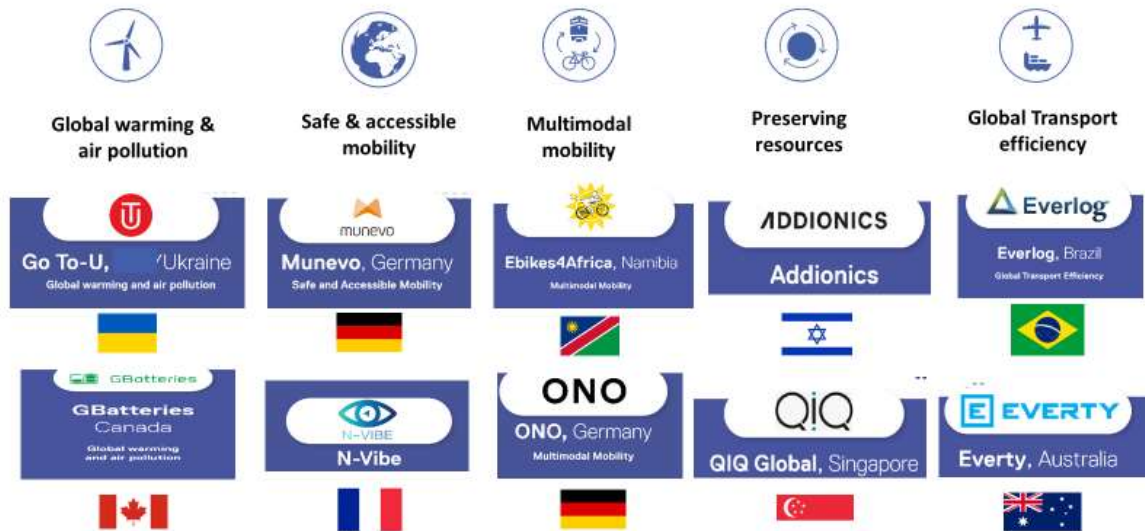 Global warming &
air pollution
Safe & accessible
mobility
Multimodal
mobility
Preserving
resources
Global Transport
efficiency
munevo
ADDIONICS
Everlog
Go To-U, /Ukraine
Global warming and air pollution
Munevo, Germany
Safe and Accessible Mobility
Ebikes4Africa, Namibia
Multimodal Mobility
Addionics
Everlog, Brazil
Global Transport Efficiency
GBatteries
GBatteries
Canada
Global warming
and air pollution
N-VIBE
N-Vibe
ONO
ONO, Germany
Multimodal Mobility
QiQ
QIQ Global, Singapore
E EVERTY
Everty, Australia